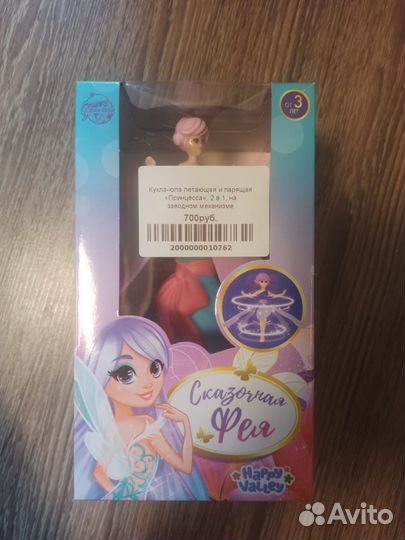 ОТ 3 ЛЕТ
Кукла-юла летающая и парящая
«Принцесса», 2 в 1, на
заводном механизме
700руб.
2000000010762
Сказочная
Фея
Happy
Valley
Avito